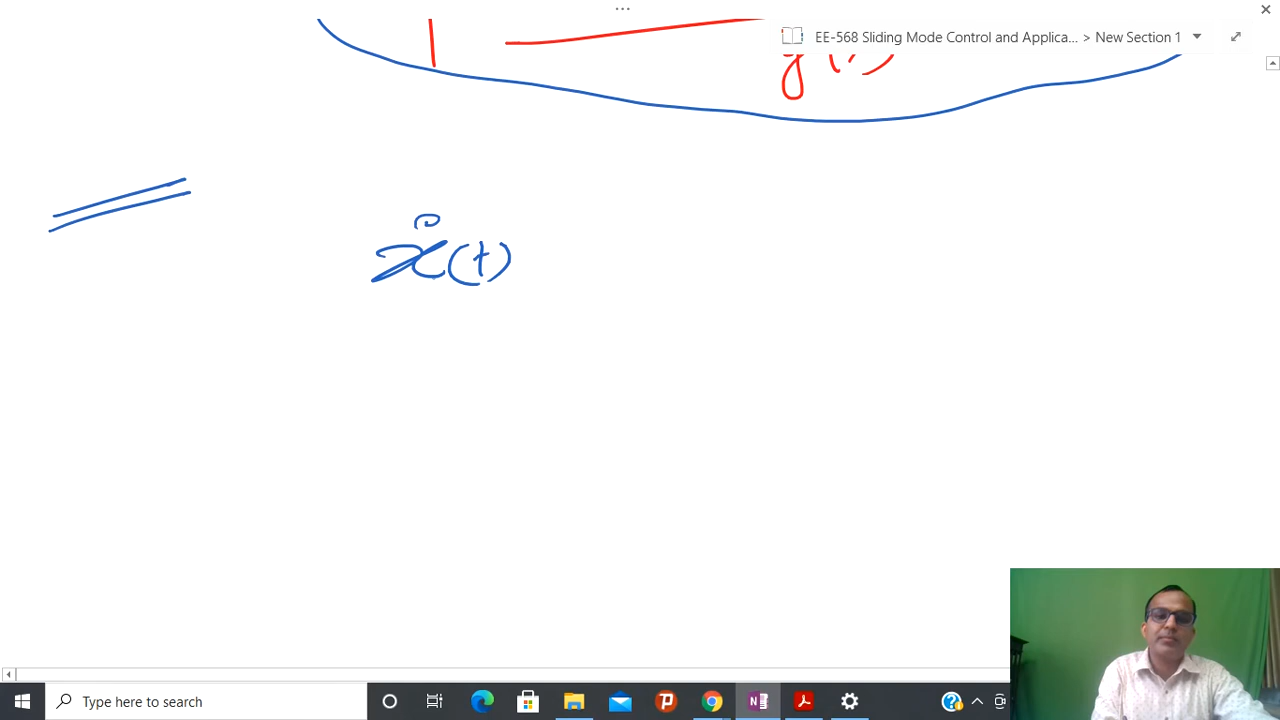 EE-568 Sliding Mode Control and Applica... > New Section 1
y(
ẋ(t)
Type here to search